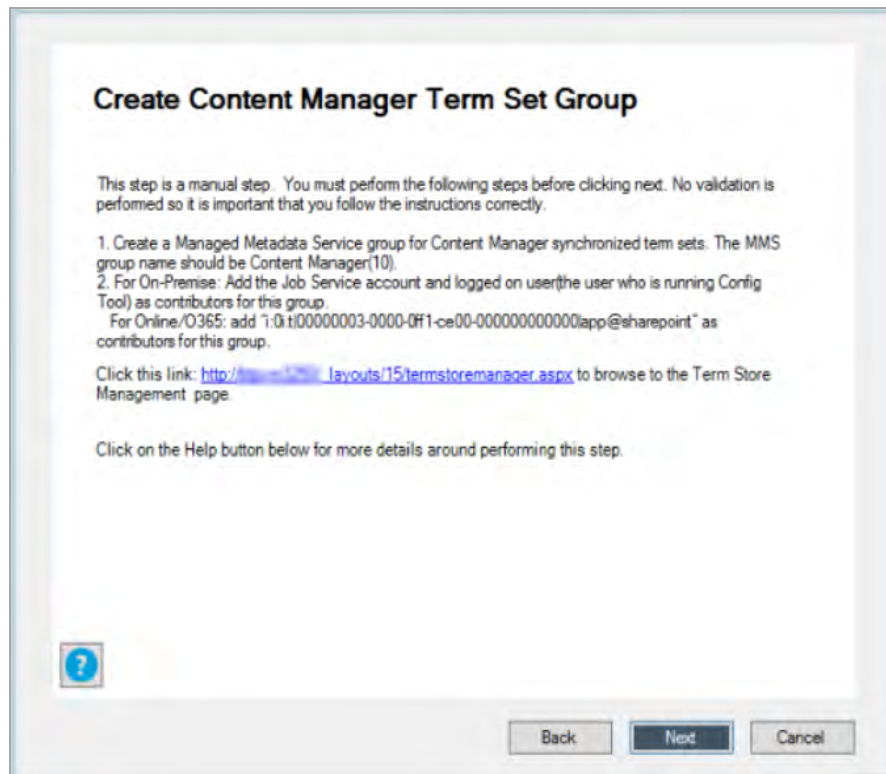 Create Content Manager Term Set Group
This step is a manual step. You must perform the following steps before clicking next. No validation is
performed so it is important that you follow the instructions correctly.
1. Create a Managed Metadata Service group for Content Manager synchronized term sets. The MMS
group name should be Content Manager(10).
2. For On-Premise: Add the Job Service account and logged on user(the user who is running Config
Tool) as contributors for this group.
For Online/O365: add "i:0i.t|00000003-0000-0ff1-ce00-000000000000|app@sharepoint" as
contributors for this group.
Click this link: http:// _layouts/15/termstoremanager.aspx to browse to the Term Store
Management page.
Click on the Help button below for more details around performing this step.
?
Back Next Cancel